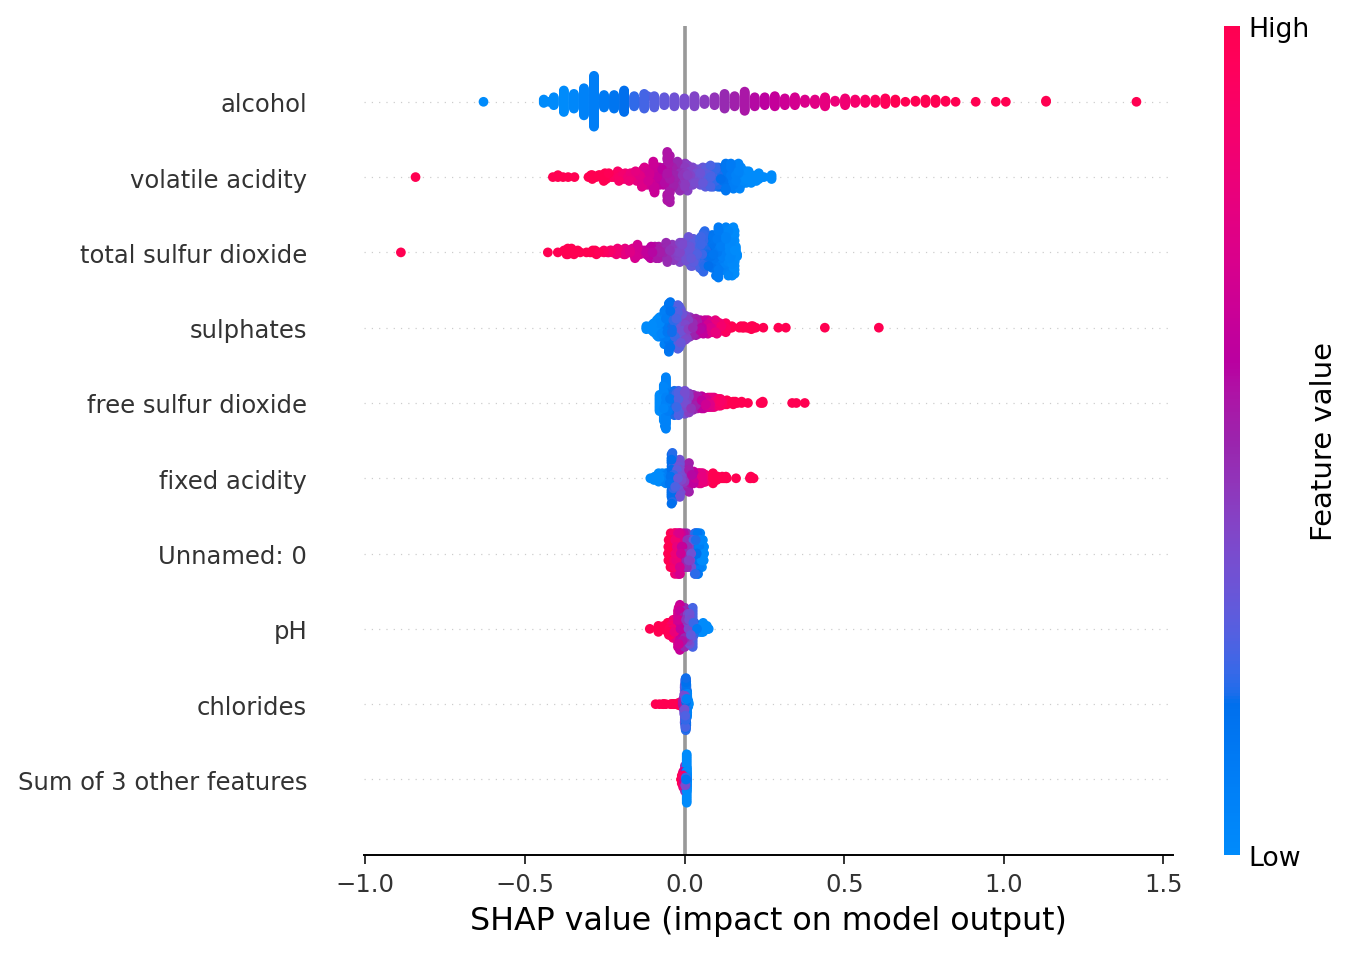 High
alcohol
volatile acidity
total sulfur dioxide
sulphates
free sulfur dioxide
fixed acidity
Unnamed: 0
pH
chlorides
Sum of 3 other features
Feature value
Low
−1.0 −0.5 0.0 0.5 1.0 1.5
SHAP value (impact on model output)